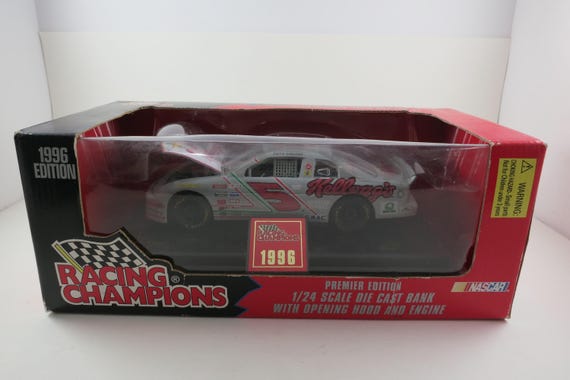 1996
EDITION
RACING
CHAMPIONS
®
5
Kellogg's
GMAC
RACING
CHAMPIONS
1996
PREMIER EDITION
1/24 SCALE DIE CAST BANK
WITH OPENING HOOD AND ENGINE
WARNING
NASCAR